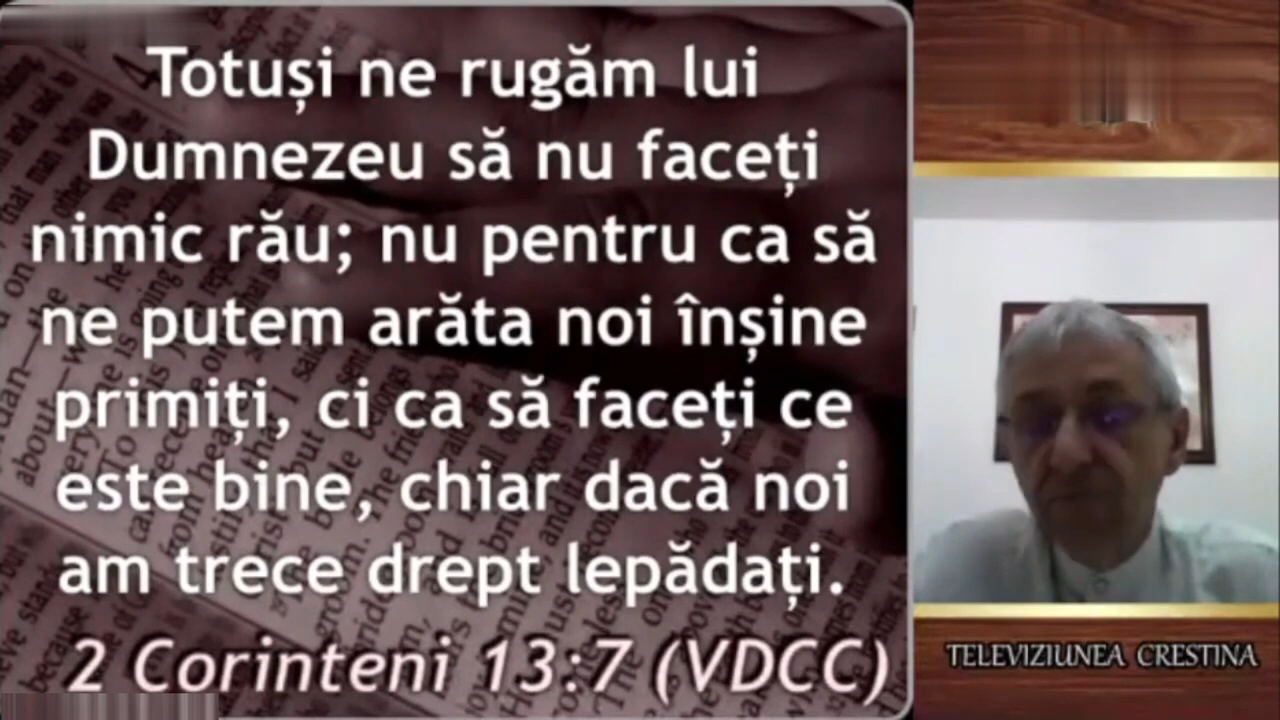 Totuși ne rugăm lui
Dumnezeu să nu faceți
nimic rău; nu pentru ca să
ne putem arăta noi înșine
primiți, ci ca să faceți ce
este bine, chiar dacă noi
am trece drept lepădați.
2 Corinteni 13:7 (VDCC)
TELEVIZIUNEA CRESTINA